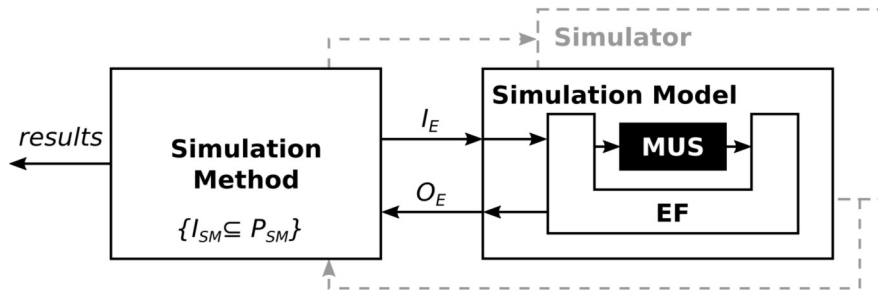 Simulator
Simulation Model
results
I_E
MUS
Simulation
Method
O_E
EF
{I_SM ⊆ P_SM}